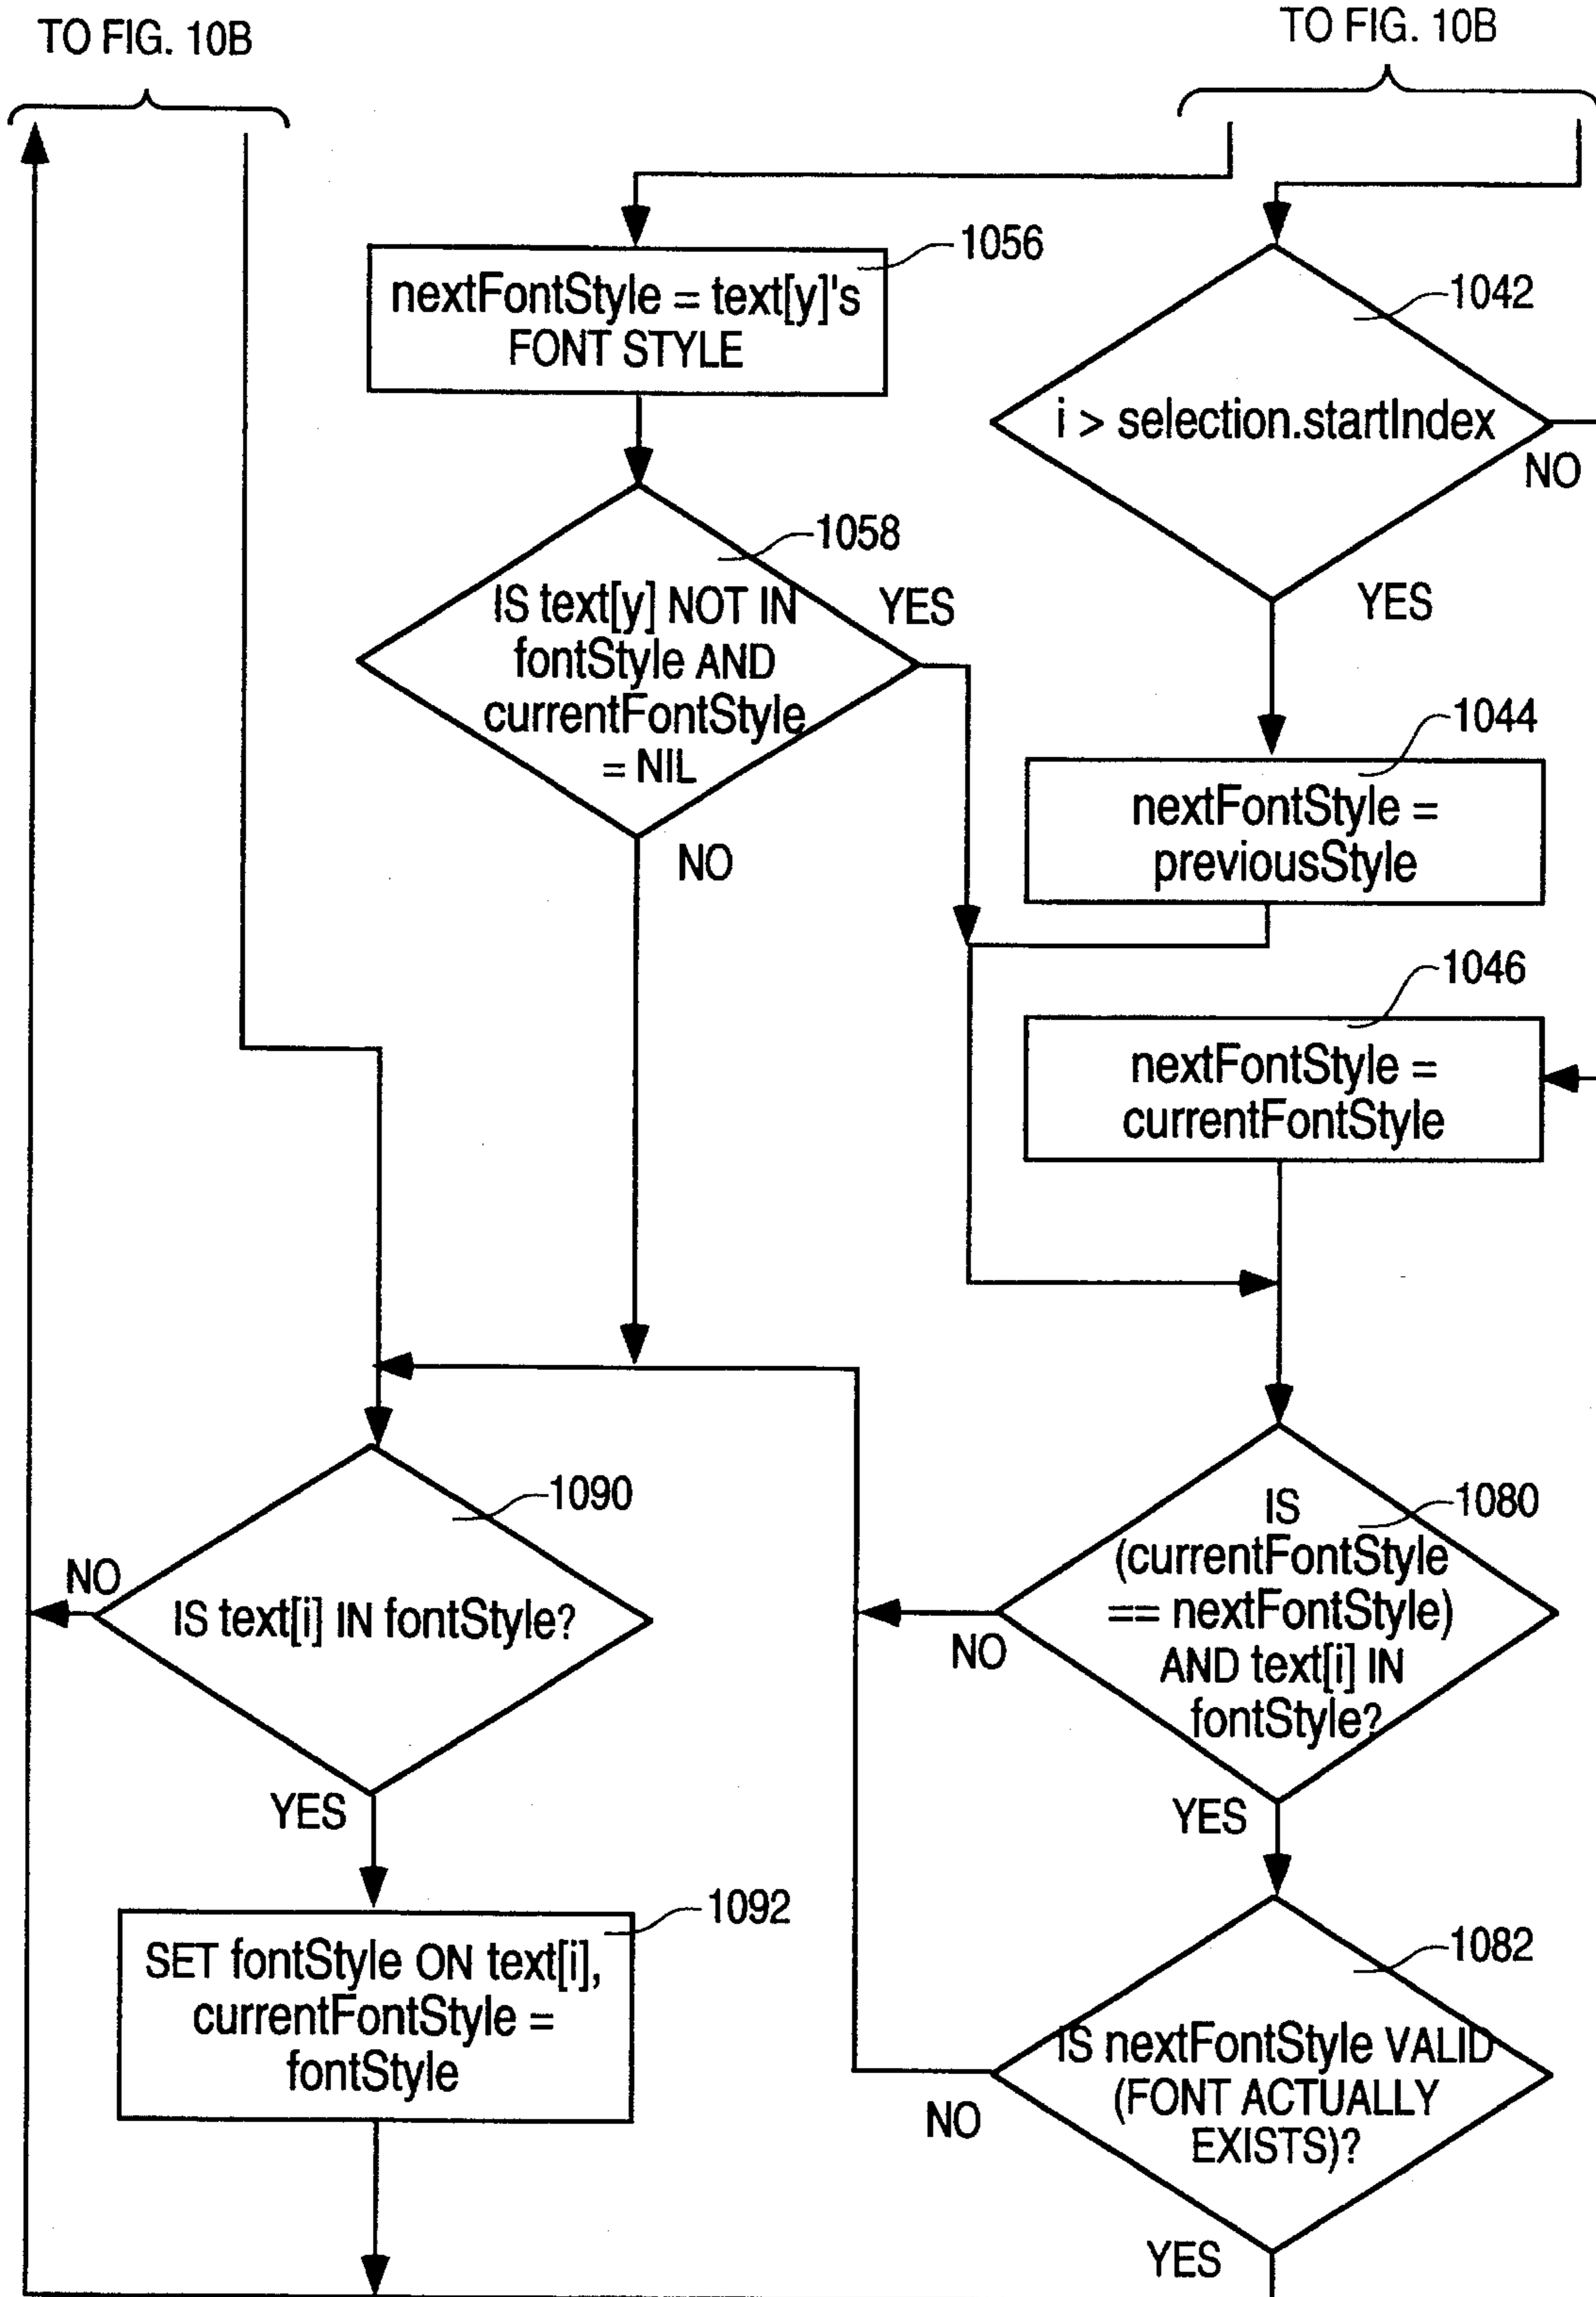 TO FIG. 10B
TO FIG. 10B
1056
nextFontStyle = text[y]'s
FONT STYLE
1042
i > selection.startIndex
NO
YES
1058
IS text[y] NOT IN
fontStyle AND
currentFontStyle
= NIL
YES
NO
1044
nextFontStyle =
previousStyle
1046
nextFontStyle =
currentFontStyle
1090
IS text[i] IN fontStyle?
NO
YES
1080
IS
(currentFontStyle
== nextFontStyle)
AND text[i] IN
fontStyle?
NO
YES
1092
SET fontStyle ON text[i],
currentFontStyle =
fontStyle
1082
IS nextFontStyle VALID
(FONT ACTUALLY
EXISTS)?
NO
YES